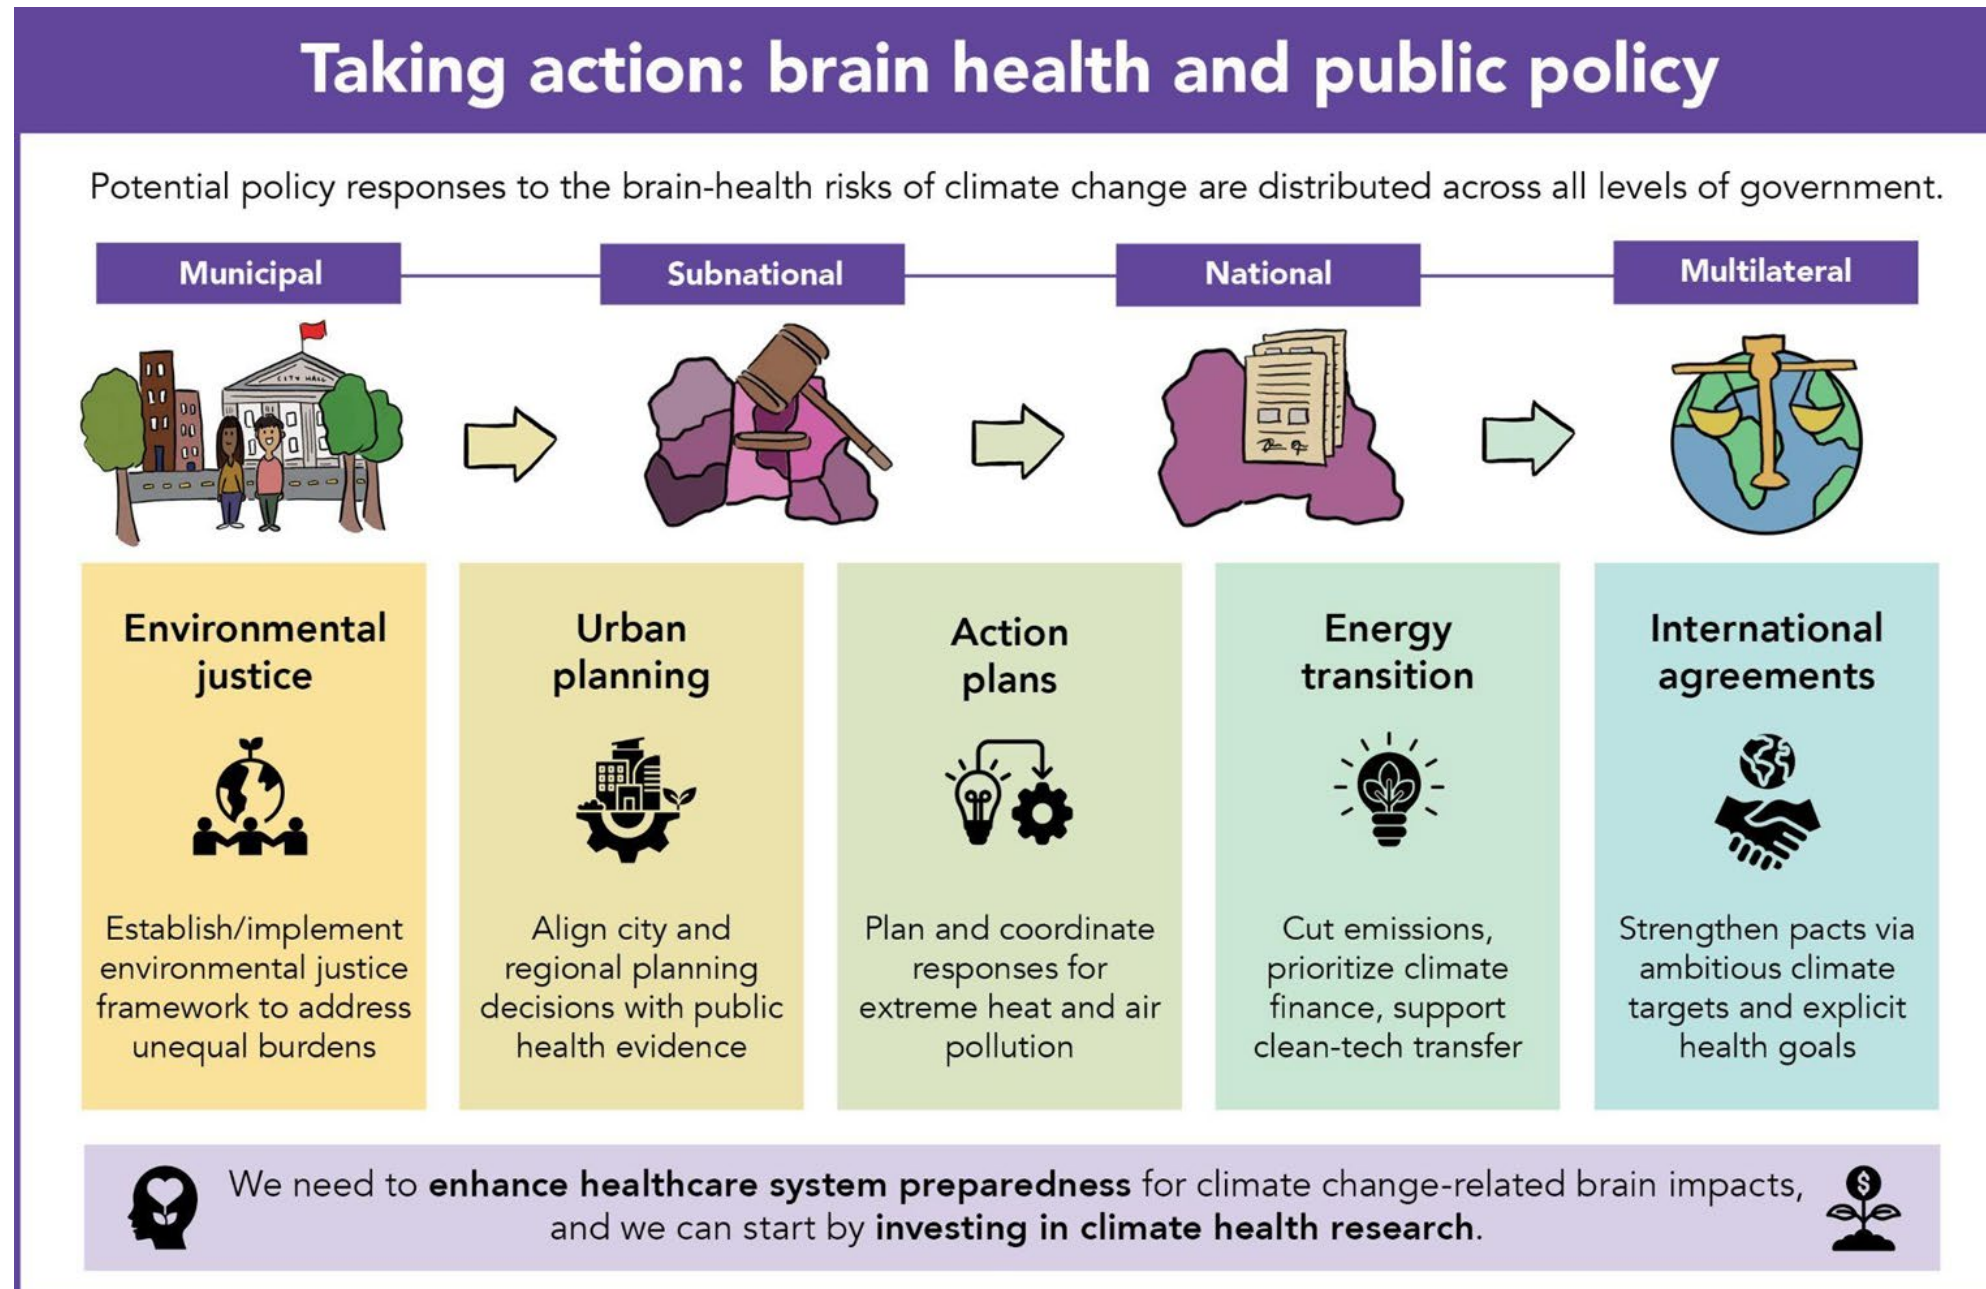 Taking action: brain health and public policy
Potential policy responses to the brain-health risks of climate change are distributed across all levels of government.
Municipal
Subnational
National
Multilateral
CITY HALL
Environmental
justice
Establish/implement
environmental justice
framework to address
unequal burdens
Urban
planning
Align city and
regional planning
decisions with public
health evidence
Action
plans
Plan and coordinate
responses for
extreme heat and air
pollution
Energy
transition
Cut emissions,
prioritize climate
finance, support
clean-tech transfer
International
agreements
Strengthen pacts via
ambitious climate
targets and explicit
health goals
We need to enhance healthcare system preparedness for climate change-related brain impacts,
and we can start by investing in climate health research.
$